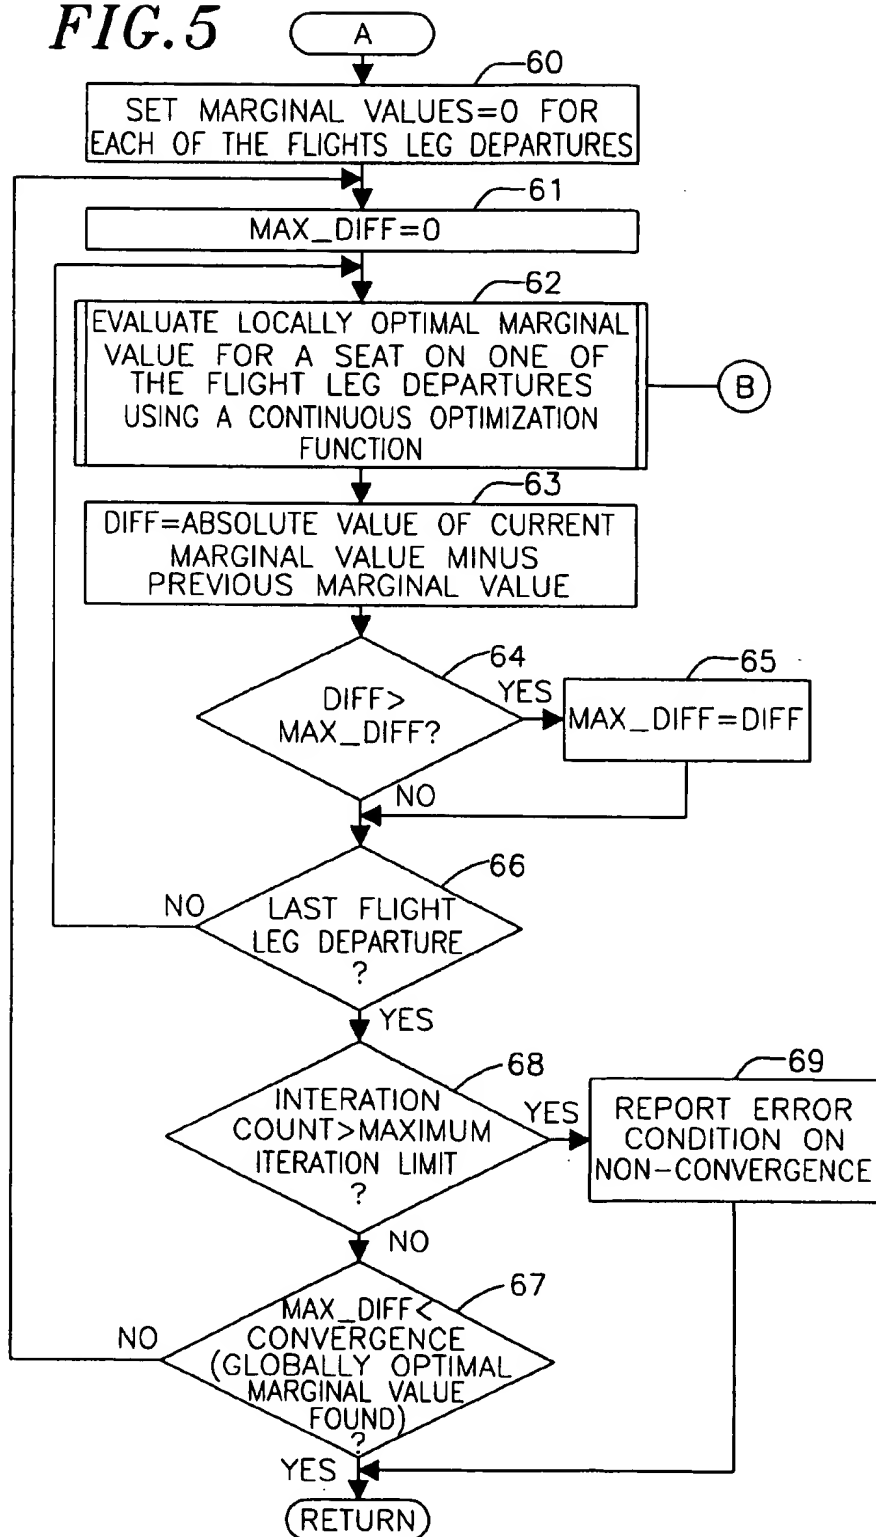 FIG.5
A
60
SET MARGINAL VALUES=0 FOR
EACH OF THE FLIGHTS LEG DEPARTURES
61
MAX_DIFF=0
62
EVALUATE LOCALLY OPTIMAL MARGINAL
VALUE FOR A SEAT ON ONE OF
THE FLIGHT LEG DEPARTURES
USING A CONTINUOUS OPTIMIZATION
FUNCTION
B
63
DIFF=ABSOLUTE VALUE OF CURRENT
MARGINAL VALUE MINUS
PREVIOUS MARGINAL VALUE
64
DIFF>
MAX_DIFF?
YES
65
MAX_DIFF=DIFF
NO
66
LAST FLIGHT
LEG DEPARTURE
?
NO
YES
68
INTERATION
COUNT>MAXIMUM
ITERATION LIMIT
?
YES
69
REPORT ERROR
CONDITION ON
NON-CONVERGENCE
NO
67
MAX_DIFF<
CONVERGENCE
(GLOBALLY OPTIMAL
MARGINAL VALUE
FOUND)
?
NO
YES
RETURN